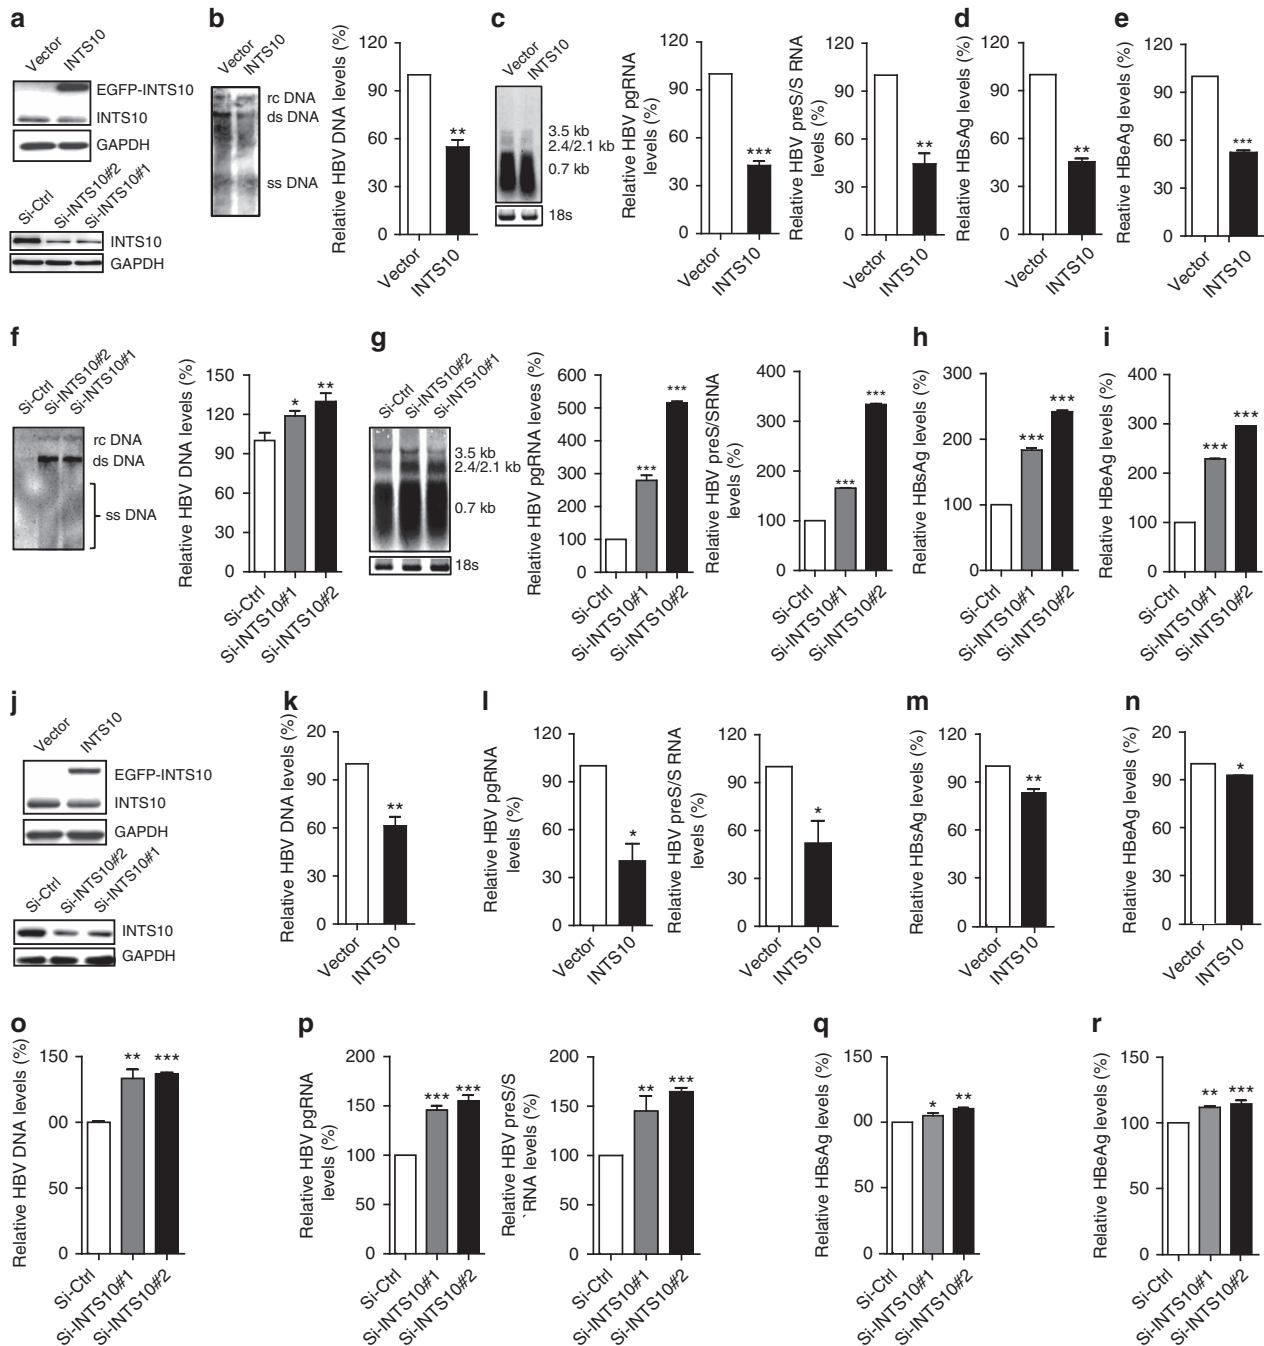 a
Vector
INTS10
EGFP-INTS10
INTS10
GAPDH
Si-Ctrl
Si-INTS10#2
Si-INTS10#1
INTS10
GAPDH
b
Vector
INTS10
rc DNA
ds DNA
ss DNA
Relative HBV DNA levels (%)
120
90
60
30
0
Vector
INTS10
**
c
Vector
INTS10
3.5 kb
2.4/2.1 kb
0.7 kb
18s
Relative HBV pgRNA
levels (%)
120
90
60
30
0
***
Vector
INTS10
Relative HBV preS/S RNA
levels (%)
120
90
60
30
0
**
Vector
INTS10
d
Relative HBsAg levels (%)
120
90
60
30
0
**
Vector
INTS10
e
Relative HBeAg levels (%)
120
90
60
30
0
***
Vector
INTS10
f
Si-Ctrl
Si-INTS10#2
Si-INTS10#1
rc DNA
ds DNA
ss DNA
Relative HBV DNA levels (%)
150
120
90
60
30
0
*
**
Si-Ctrl
Si-INTS10#1
Si-INTS10#2
g
Si-Ctrl
Si-INTS10#2
Si-INTS10#1
3.5 kb
2.4/2.1 kb
0.7 kb
18s
Relative HBV pgRNA leves (%)
600
500
400
300
200
100
0
***
***
Si-Ctrl
Si-INTS10#1
Si-INTS10#2
Relative HBV preS/SRNA
levels (%)
400
300
200
100
0
***
***
Si-Ctrl
Si-INTS10#1
Si-INTS10#2
h
Relative HBsAg levels (%)
300
200
100
0
***
***
Si-Ctrl
Si-INTS10#1
Si-INTS10#2
i
Relative HBeAg levels (%)
400
300
200
100
0
***
***
Si-Ctrl
Si-INTS10#1
Si-INTS10#2
j
Vector
INTS10
EGFP-INTS10
INTS10
GAPDH
Si-Ctrl
Si-INTS10#2
Si-INTS10#1
INTS10
GAPDH
k
Relative HBV DNA levels (%)
20
90
60
30
0
**
Vector
INTS10
l
Relative HBV pgRNA
levels (%)
120
90
60
30
0
*
Vector
INTS10
Relative HBV preS/S RNA
levels (%)
120
90
60
30
0
*
Vector
INTS10
m
Relative HBsAg levels (%)
120
90
60
30
0
**
Vector
INTS10
n
Relative HBeAg levels (%)
20
90
60
30
0
*
Vector
INTS10
o
Relative HBV DNA levels (%)
150
00
50
0
**
***
Si-Ctrl
Si-INTS10#1
Si-INTS10#2
p
Relative HBV pgRNA
levels (%)
200
150
100
50
0
***
***
Si-Ctrl
Si-INTS10#1
Si-INTS10#2
Relative HBV preS/S
`RNA levels (%)
200
150
100
50
0
**
***
Si-Ctrl
Si-INTS10#1
Si-INTS10#2
q
Relative HBsAg levels (%)
150
00
50
0
*
**
Si-Ctrl
Si-INTS10#1
Si-INTS10#2
r
Relative HBeAg levels (%)
150
100
50
0
**
***
Si-Ctrl
Si-INTS10#1
Si-INTS10#2